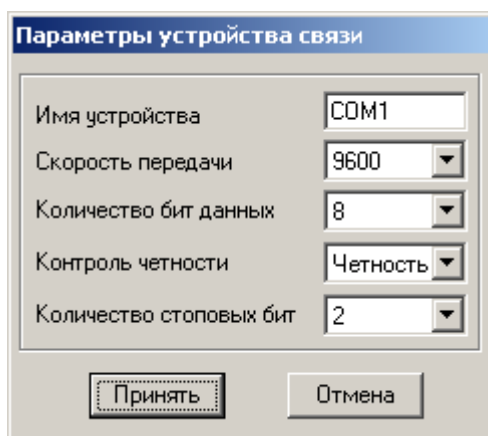 Параметры устройства связи
Имя устройства COM1
Скорость передачи 9600
Количество бит данных 8
Контроль четности Четность
Количество стоповых бит 2
Принять Отмена